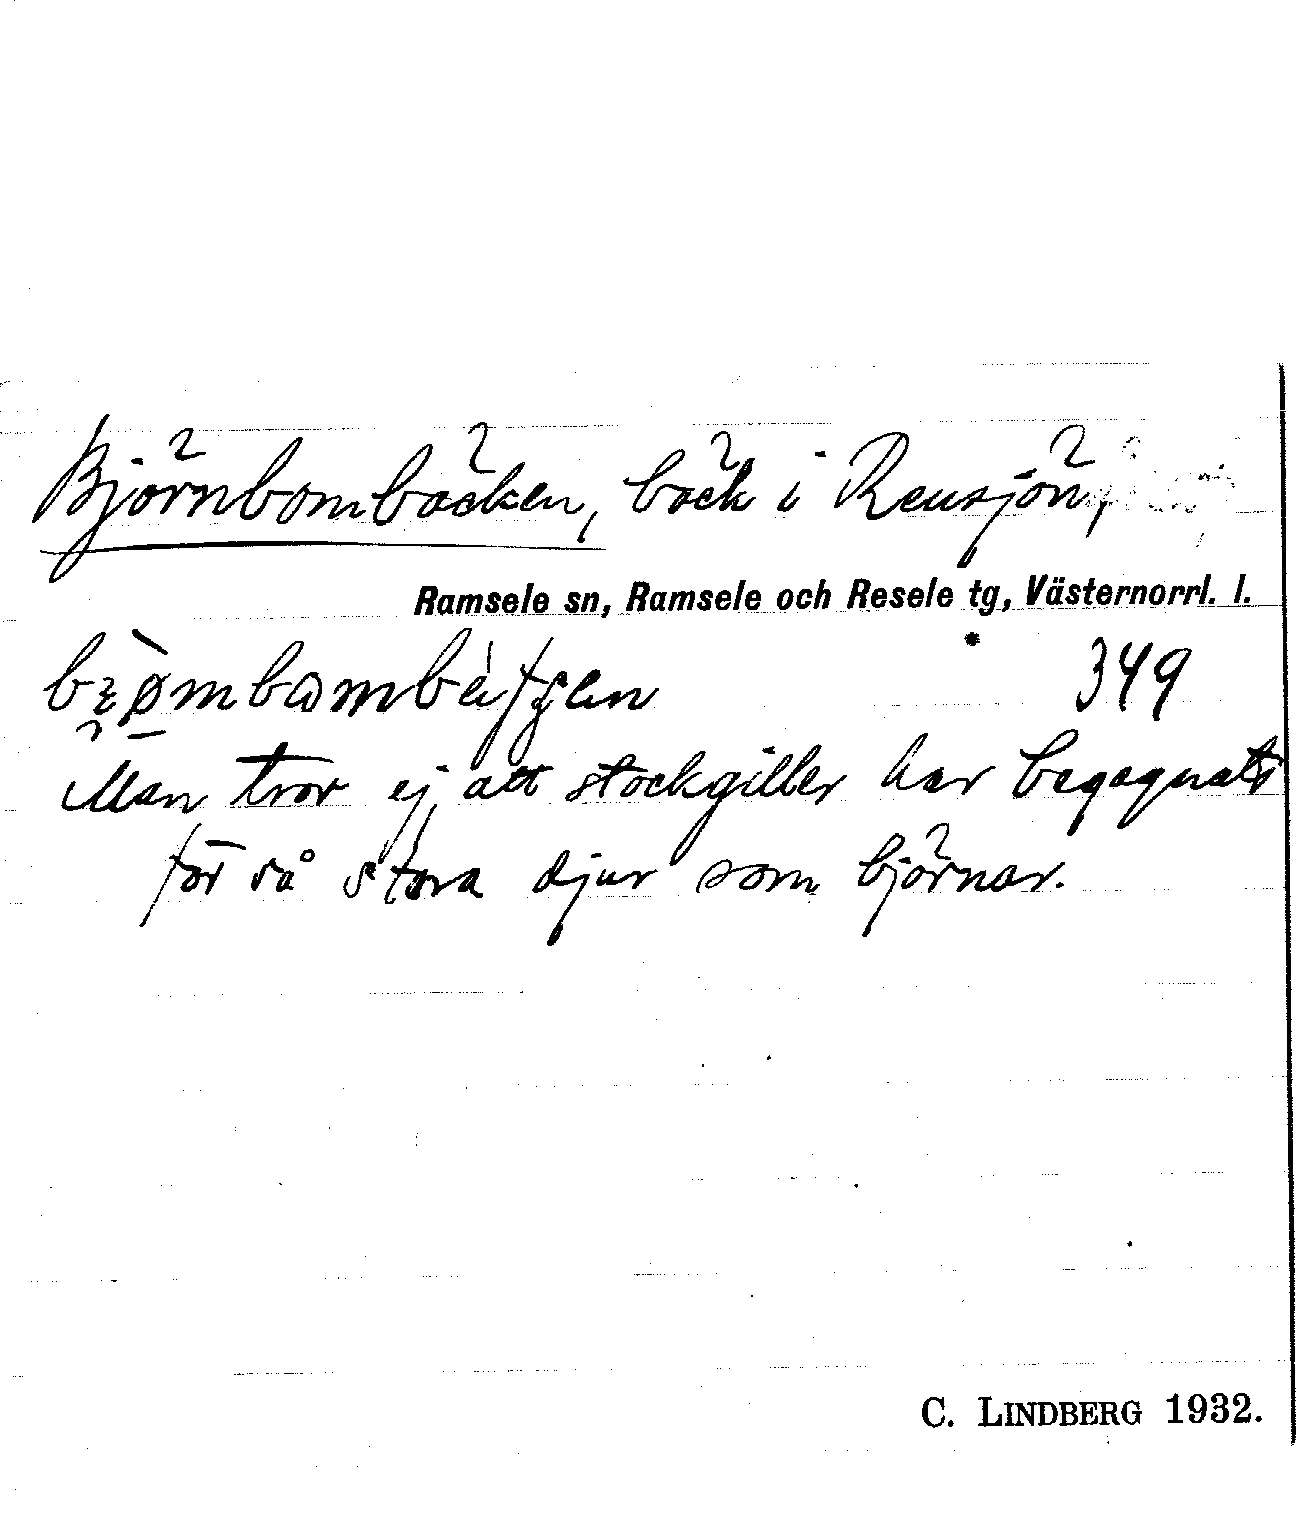 Björnbombäcken, bäck i Rensjön,
Ramsele sn, Ramsele och Resele tg, Västernorrl. l.
349
Man tror ej att stockgiller har begagnats
för så stora djur som björnar.
C. LINDBERG 1932.